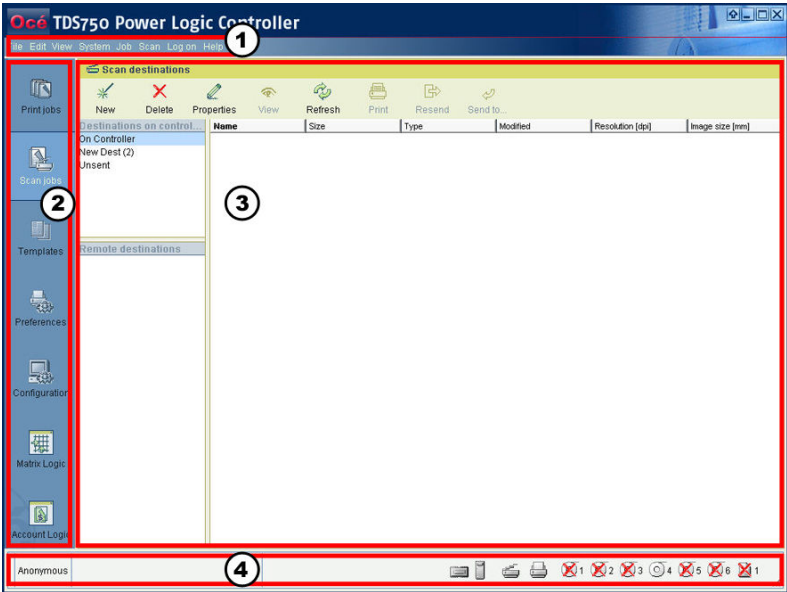 Océ TDS750 Power Logic Controller
ile Edit View System Job Scan Log on Help
1
Scan destinations
New Delete Properties View Refresh Print Resend Send to...
Destinations on control... Name Size Type Modified Resolution [dpi] Image size [mm]
On Controller
New Dest (2)
Unsent
Remote destinations
Print jobs
Scan jobs
2
3
Templates
Preferences
Configuration
Matrix Logic
Account Logi
Anonymous
4
1 2 3 4 5 6 1